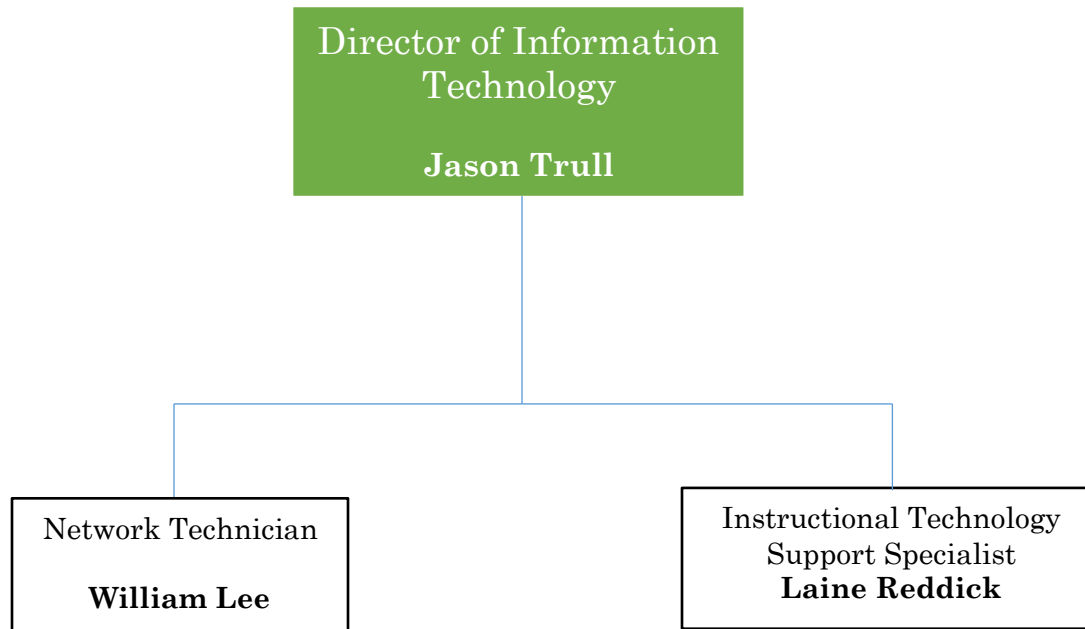 Director of Information
Technology
Jason Trull
Network Technician
William Lee
Instructional Technology
Support Specialist
Laine Reddick